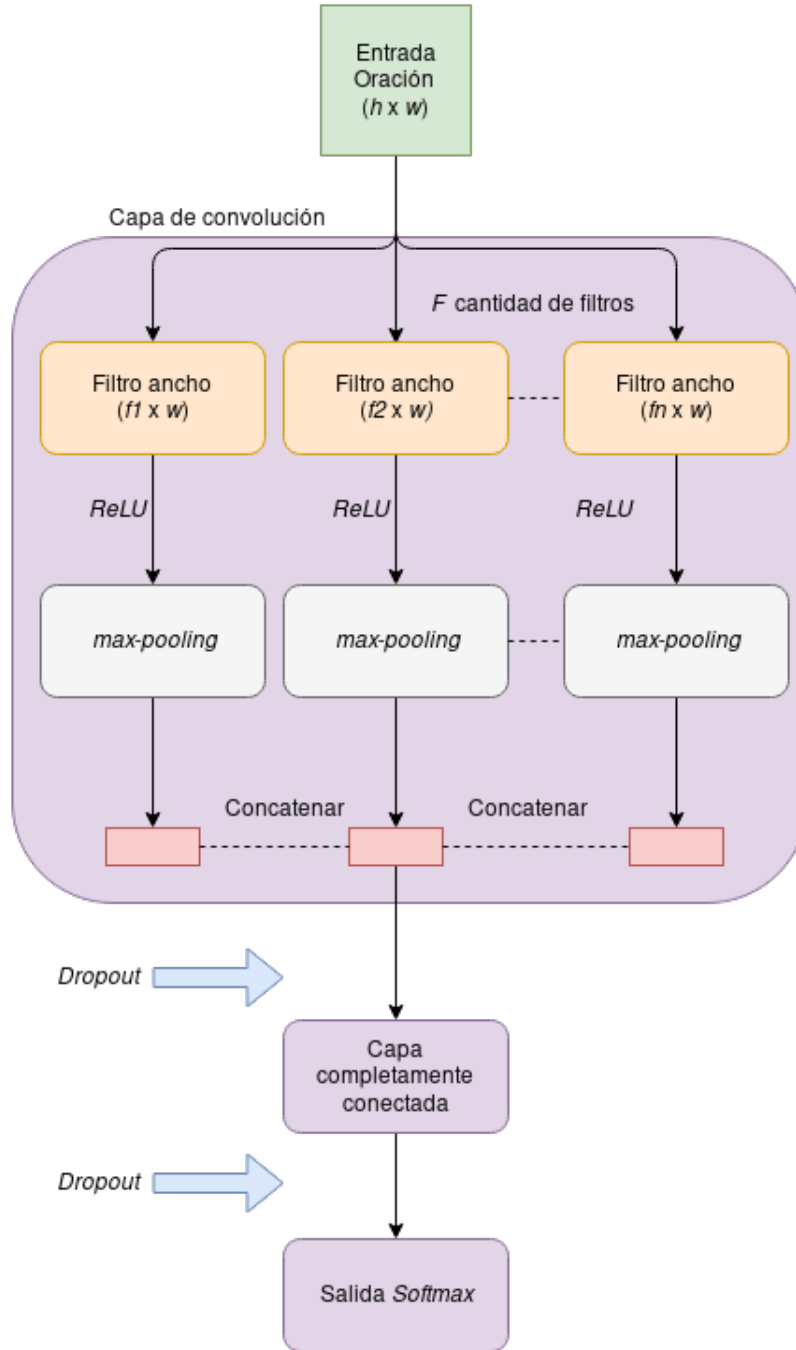 Entrada
Oración
(h x w)
Capa de convolución
F cantidad de filtros
Filtro ancho
(f1 x w)
Filtro ancho
(f2 x w)
Filtro ancho
(fn x w)
ReLU
ReLU
ReLU
max-pooling
max-pooling
max-pooling
Concatenar
Concatenar
Dropout
Capa
completamente
conectada
Dropout
Salida Softmax